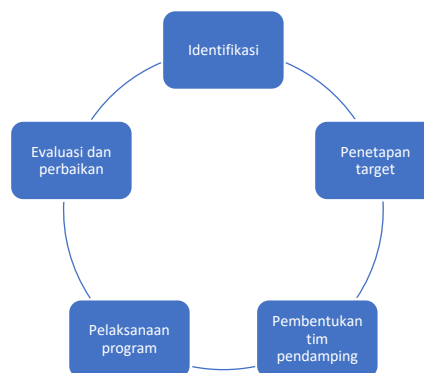 Identifikasi
Penetapan
target
Pembentukan
tim
pendamping
Pelaksanaan
program
Evaluasi dan
perbaikan